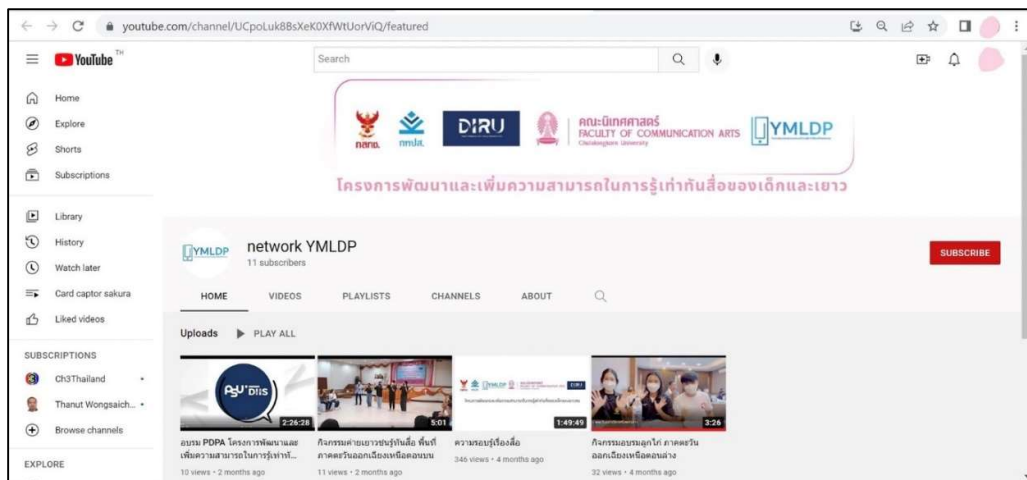 youtube.com/channel/UCpoLuk8BsXeK0XfWtUorViQ/featured
YouTube TH
Search
Home
Explore
Shorts
Subscriptions
Library
History
Watch later
Card captor sakura
Liked videos
SUBSCRIPTIONS
Ch3Thailand
Thanut Wongsaich...
Browse channels
EXPLORE
กสทช. กทปส. DIRU คณะนิเทศศาสตร์ YMLDP
FACULTY OF COMMUNICATION ARTS
Chulalongkorn University
โครงการพัฒนาและเพิ่มความสามารถในการรู้เท่าทันสื่อของเด็กและเยาว
YMLDP
network YMLDP
11 subscribers
SUBSCRIBE
HOME VIDEOS PLAYLISTS CHANNELS ABOUT
Uploads PLAY ALL
2:26:28
อบรม PDPA โครงการพัฒนาและ
เพิ่มความสามารถในการรู้เท่าทั...
10 views • 2 months ago
5:01
กิจกรรมค่ายเยาวชนรู้ทันสื่อ พื้นที่
ภาคตะวันออกเฉียงเหนือตอนบน
11 views • 2 months ago
1:49:49
ความรอบรู้เรื่องสื่อ
346 views • 4 months ago
3:26
กิจกรรมอบรมลูกไก่ ภาคตะวัน
ออกเฉียงเหนือตอนล่าง
32 views • 4 months ago